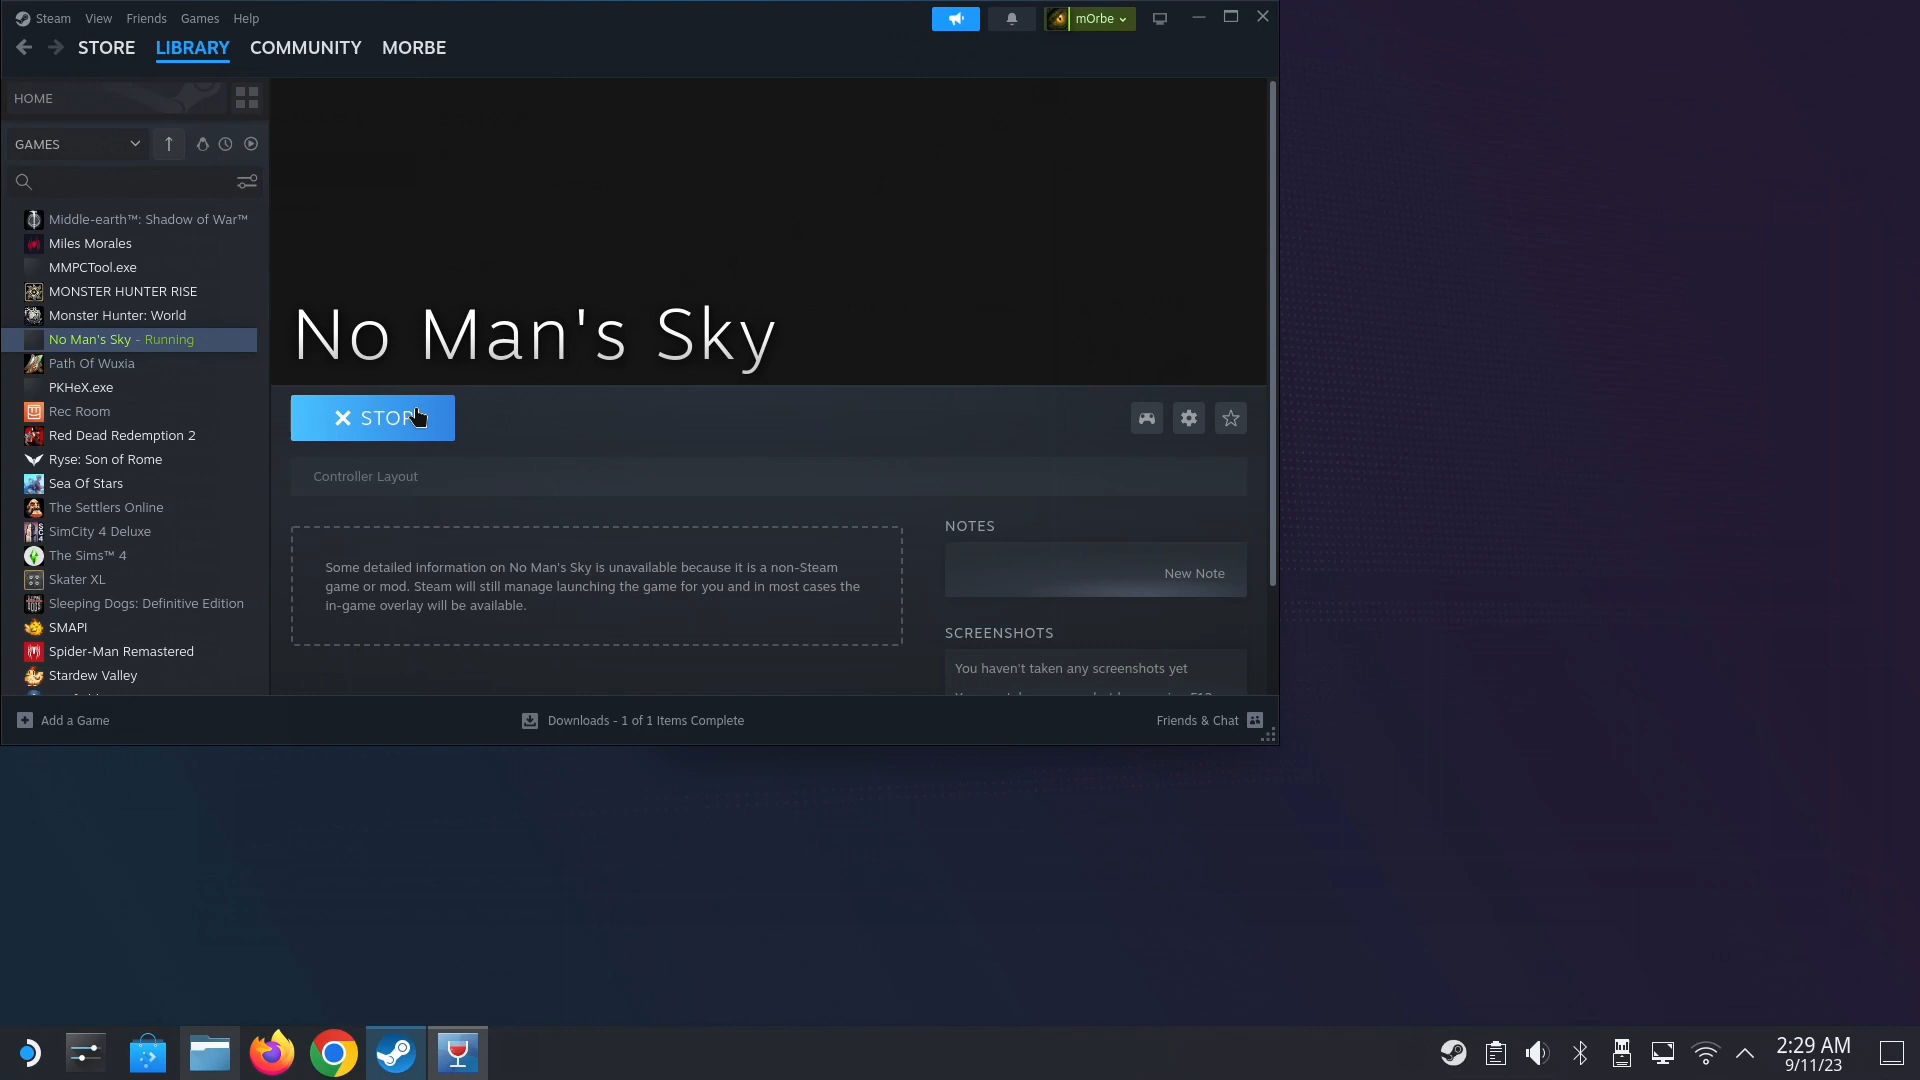 Steam View Friends Games Help
mOrbe
STORE LIBRARY COMMUNITY MORBE
HOME
GAMES
Middle-earth™: Shadow of War™
Miles Morales
MMPCTool.exe
MONSTER HUNTER RISE
Monster Hunter: World
No Man's Sky - Running
Path Of Wuxia
PKHeX.exe
Rec Room
Red Dead Redemption 2
Ryse: Son of Rome
Sea Of Stars
The Settlers Online
SimCity 4 Deluxe
The Sims™ 4
Skater XL
Sleeping Dogs: Definitive Edition
SMAPI
Spider-Man Remastered
Stardew Valley
No Man's Sky
STOP
Controller Layout
Some detailed information on No Man's Sky is unavailable because it is a non-Steam
game or mod. Steam will still manage launching the game for you and in most cases the
in-game overlay will be available.
NOTES
New Note
SCREENSHOTS
You haven't taken any screenshots yet
Add a Game
Downloads - 1 of 1 Items Complete
Friends & Chat
2:29 AM
9/11/23